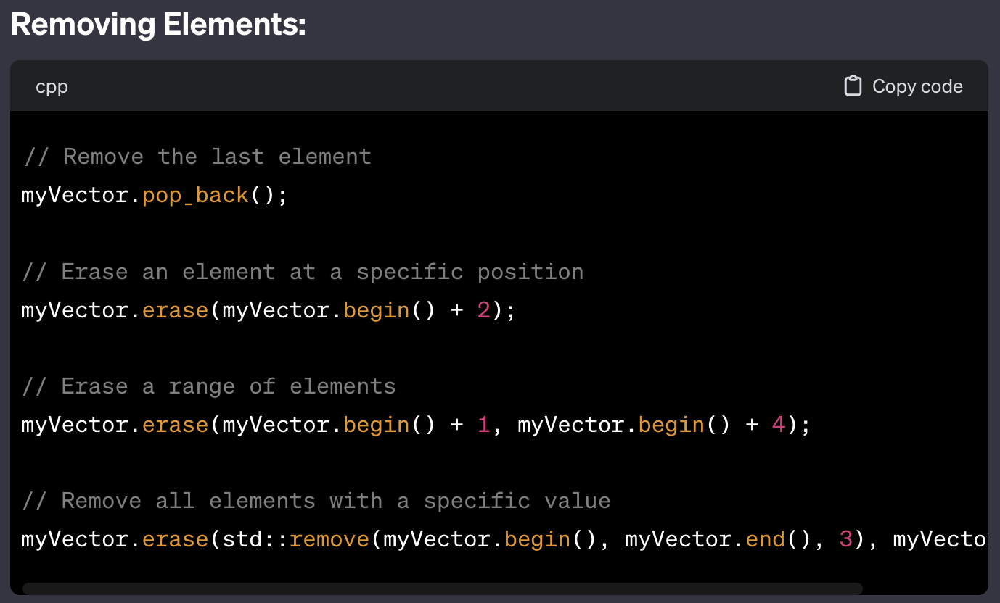 Removing Elements:
cpp
Copy code
// Remove the last element
myVector.pop_back();
// Erase an element at a specific position
myVector.erase(myVector.begin() + 2);
// Erase a range of elements
myVector.erase(myVector.begin() + 1, myVector.begin() + 4);
// Remove all elements with a specific value
myVector.erase(std::remove(myVector.begin(), myVector.end(), 3), myVecto